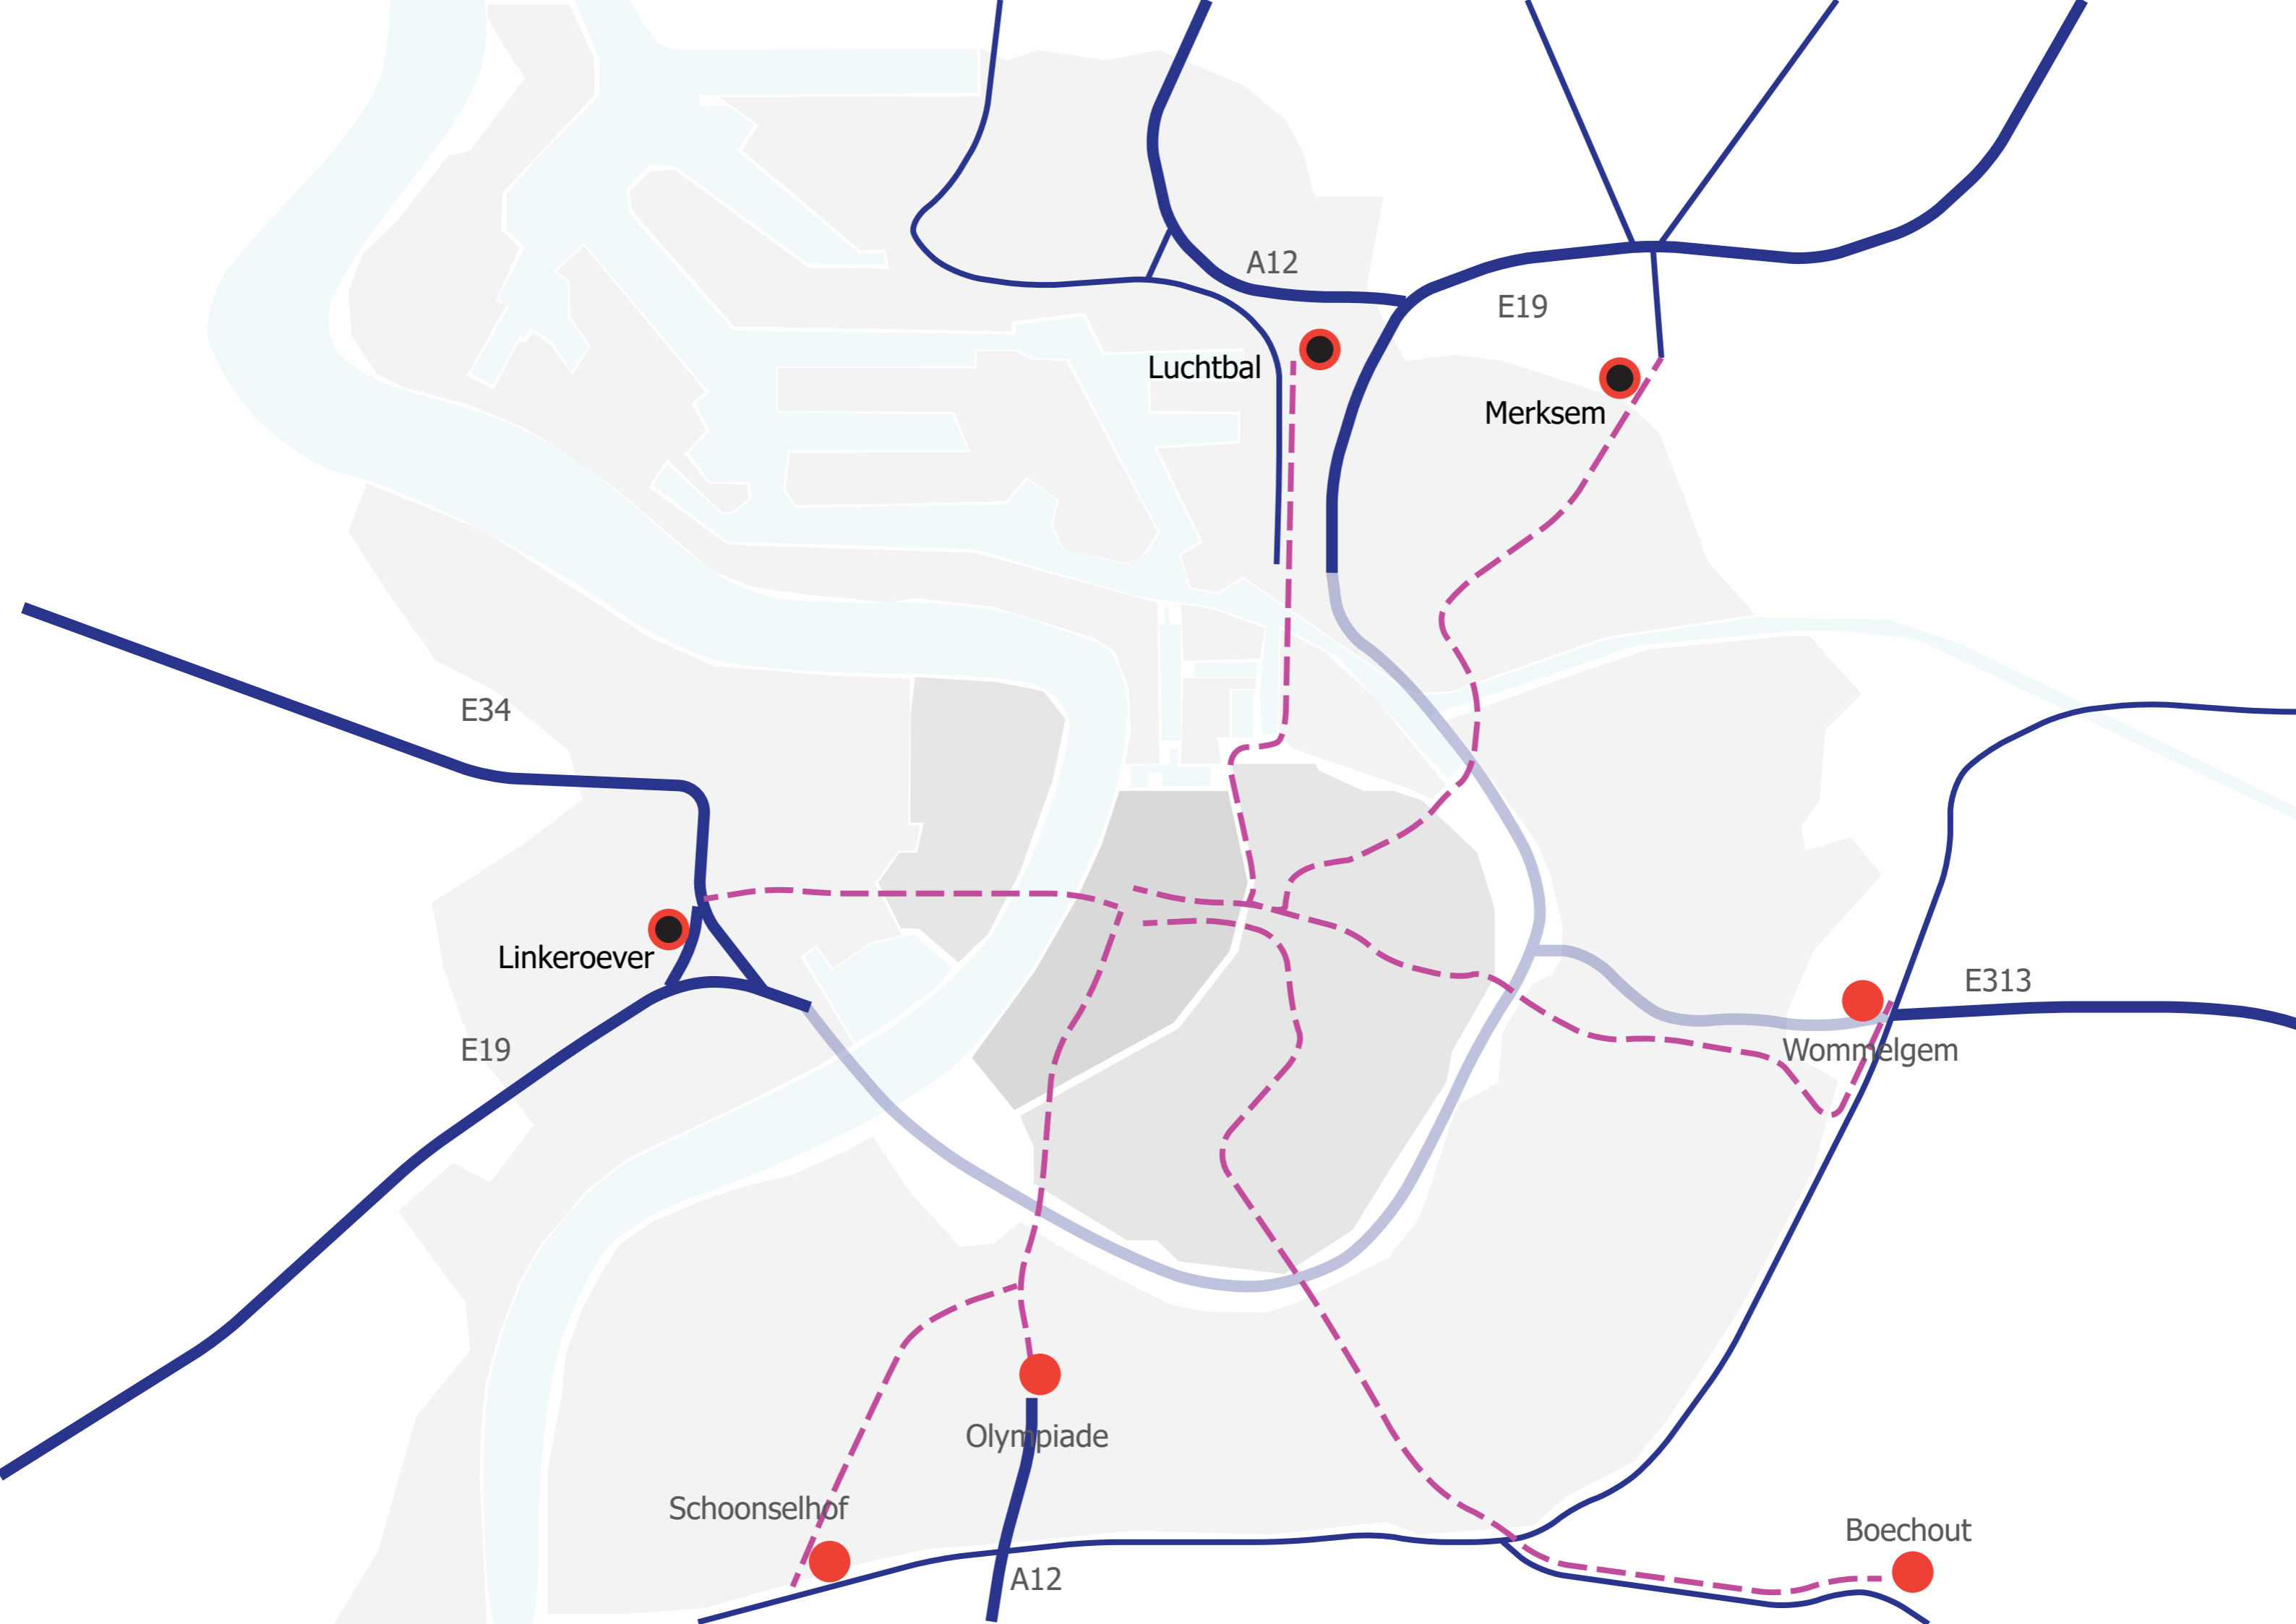 A12
E19
Luchtbal
Merksem
E34
Linkeroever
E313
E19
Wommelgem
Olympiade
Schoonselhof
Boechout
A12